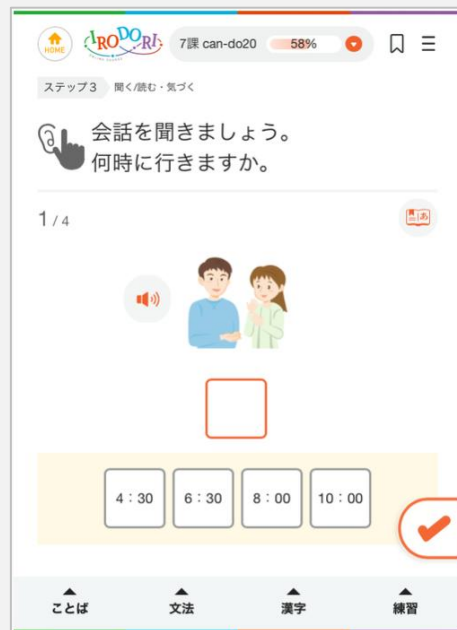 HOME
IRODORI
7課 can-do20
58%
ステップ3
聞く/読む・気づく
会話を聞きましょう。
何時に行きますか。
1 / 4
あ
4：30
6：30
8：00
10：00
ことば
文法
漢字
練習